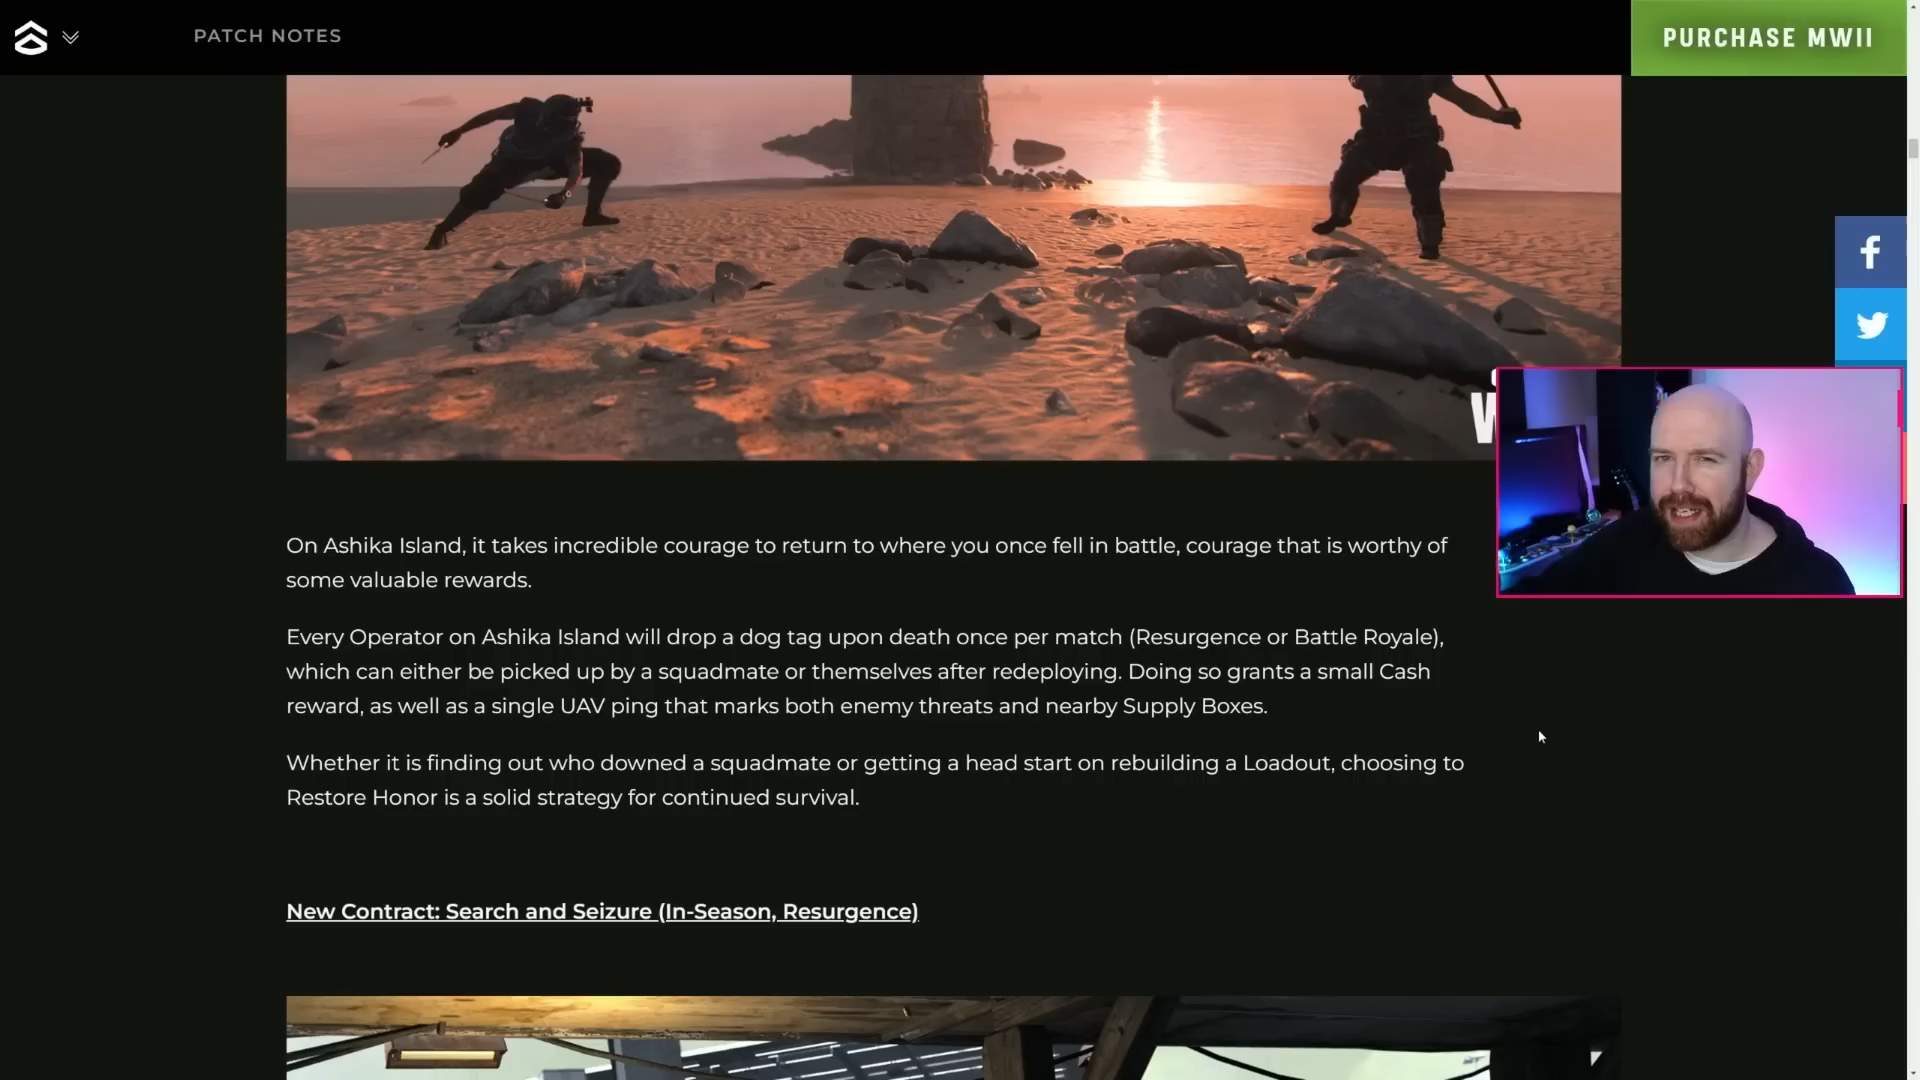 PATCH NOTES
PURCHASE MWII
On Ashika Island, it takes incredible courage to return to where you once fell in battle, courage that is worthy of
some valuable rewards.
Every Operator on Ashika Island will drop a dog tag upon death once per match (Resurgence or Battle Royale),
which can either be picked up by a squadmate or themselves after redeploying. Doing so grants a small Cash
reward, as well as a single UAV ping that marks both enemy threats and nearby Supply Boxes.
Whether it is finding out who downed a squadmate or getting a head start on rebuilding a Loadout, choosing to
Restore Honor is a solid strategy for continued survival.
New Contract: Search and Seizure (In-Season, Resurgence)